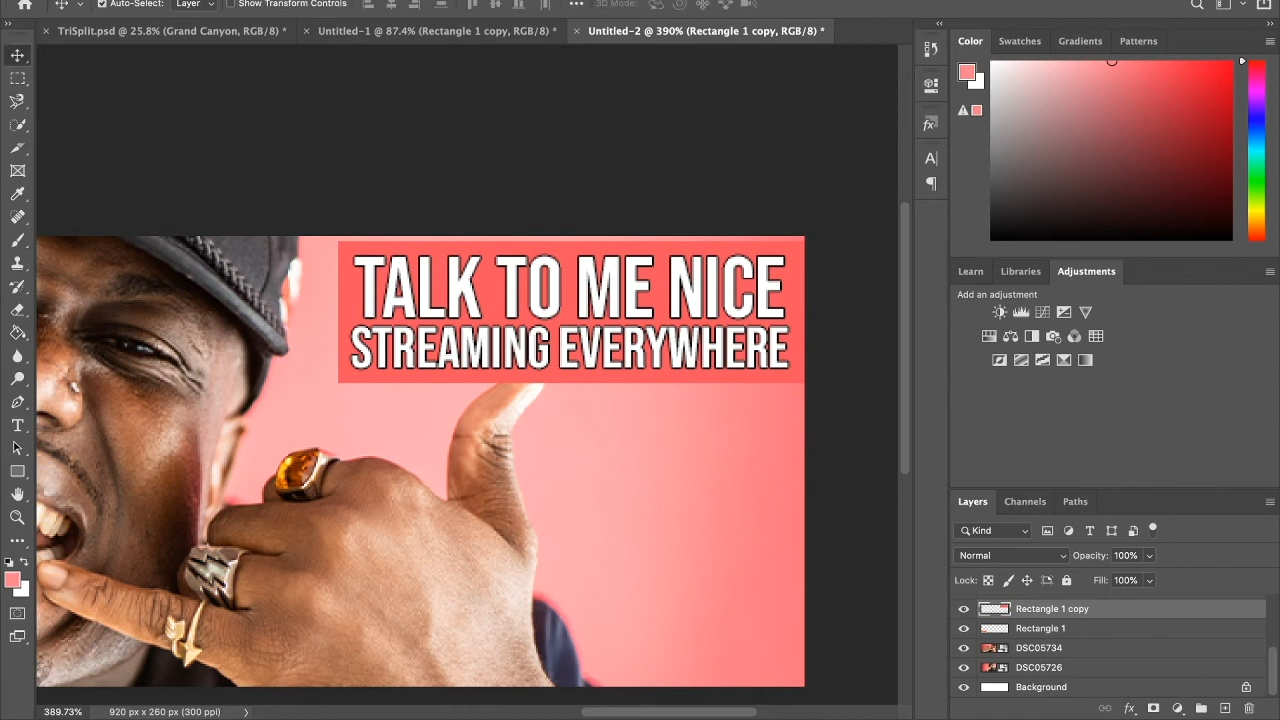 Auto-Select: Layer Show Transform Controls 3D Mode:
TriSplit.psd @ 25.8% (Grand Canyon, RGB/8) * Untitled-1 @ 87.4% (Rectangle 1 copy, RGB/8) * Untitled-2 @ 390% (Rectangle 1 copy, RGB/8) *
Color Swatches Gradients Patterns
TALK TO ME NICE
STREAMING EVERYWHERE
Learn Libraries Adjustments
Add an adjustment
Layers Channels Paths
Kind
Normal Opacity: 100%
Lock: Fill: 100%
Rectangle 1 copy
Rectangle 1
DSC05734
DSC05726
Background
389.73% 920 px x 260 px (300 ppi)